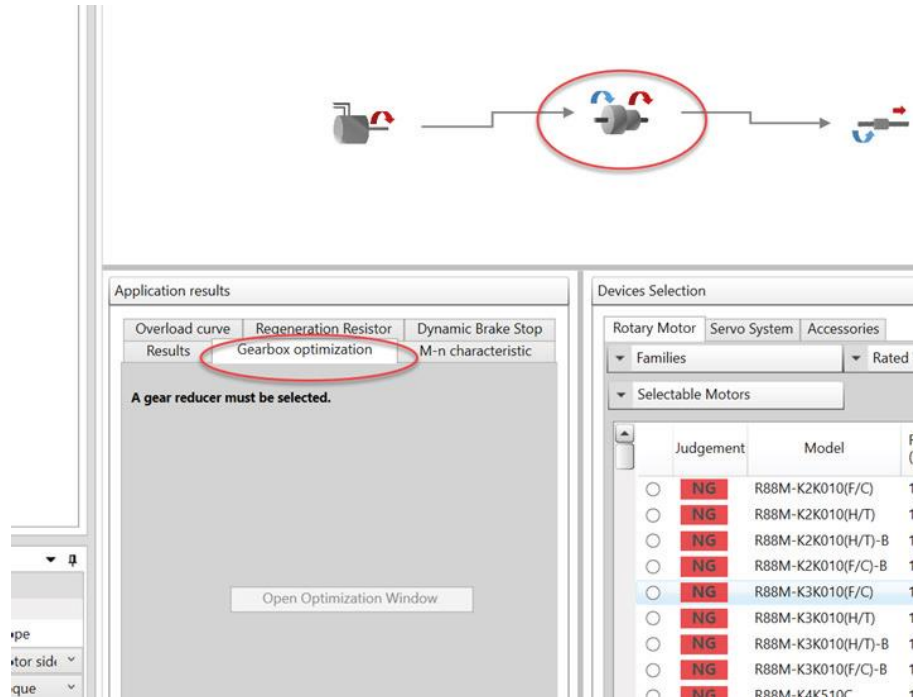 Application results
Overload curve
Regeneration Resistor
Dynamic Brake Stop
Results
Gearbox optimization
M-n characteristic
A gear reducer must be selected.
Open Optimization Window
Devices Selection
Rotary Motor
Servo System
Accessories
Families
Rated
Selectable Motors
Judgement
Model
NG R88M-K2K010(F/C)
NG R88M-K2K010(H/T)
NG R88M-K2K010(H/T)-B
NG R88M-K2K010(F/C)-B
NG R88M-K3K010(F/C)
NG R88M-K3K010(H/T)
NG R88M-K3K010(H/T)-B
NG R88M-K3K010(F/C)-B
NG R88M-K4K510C